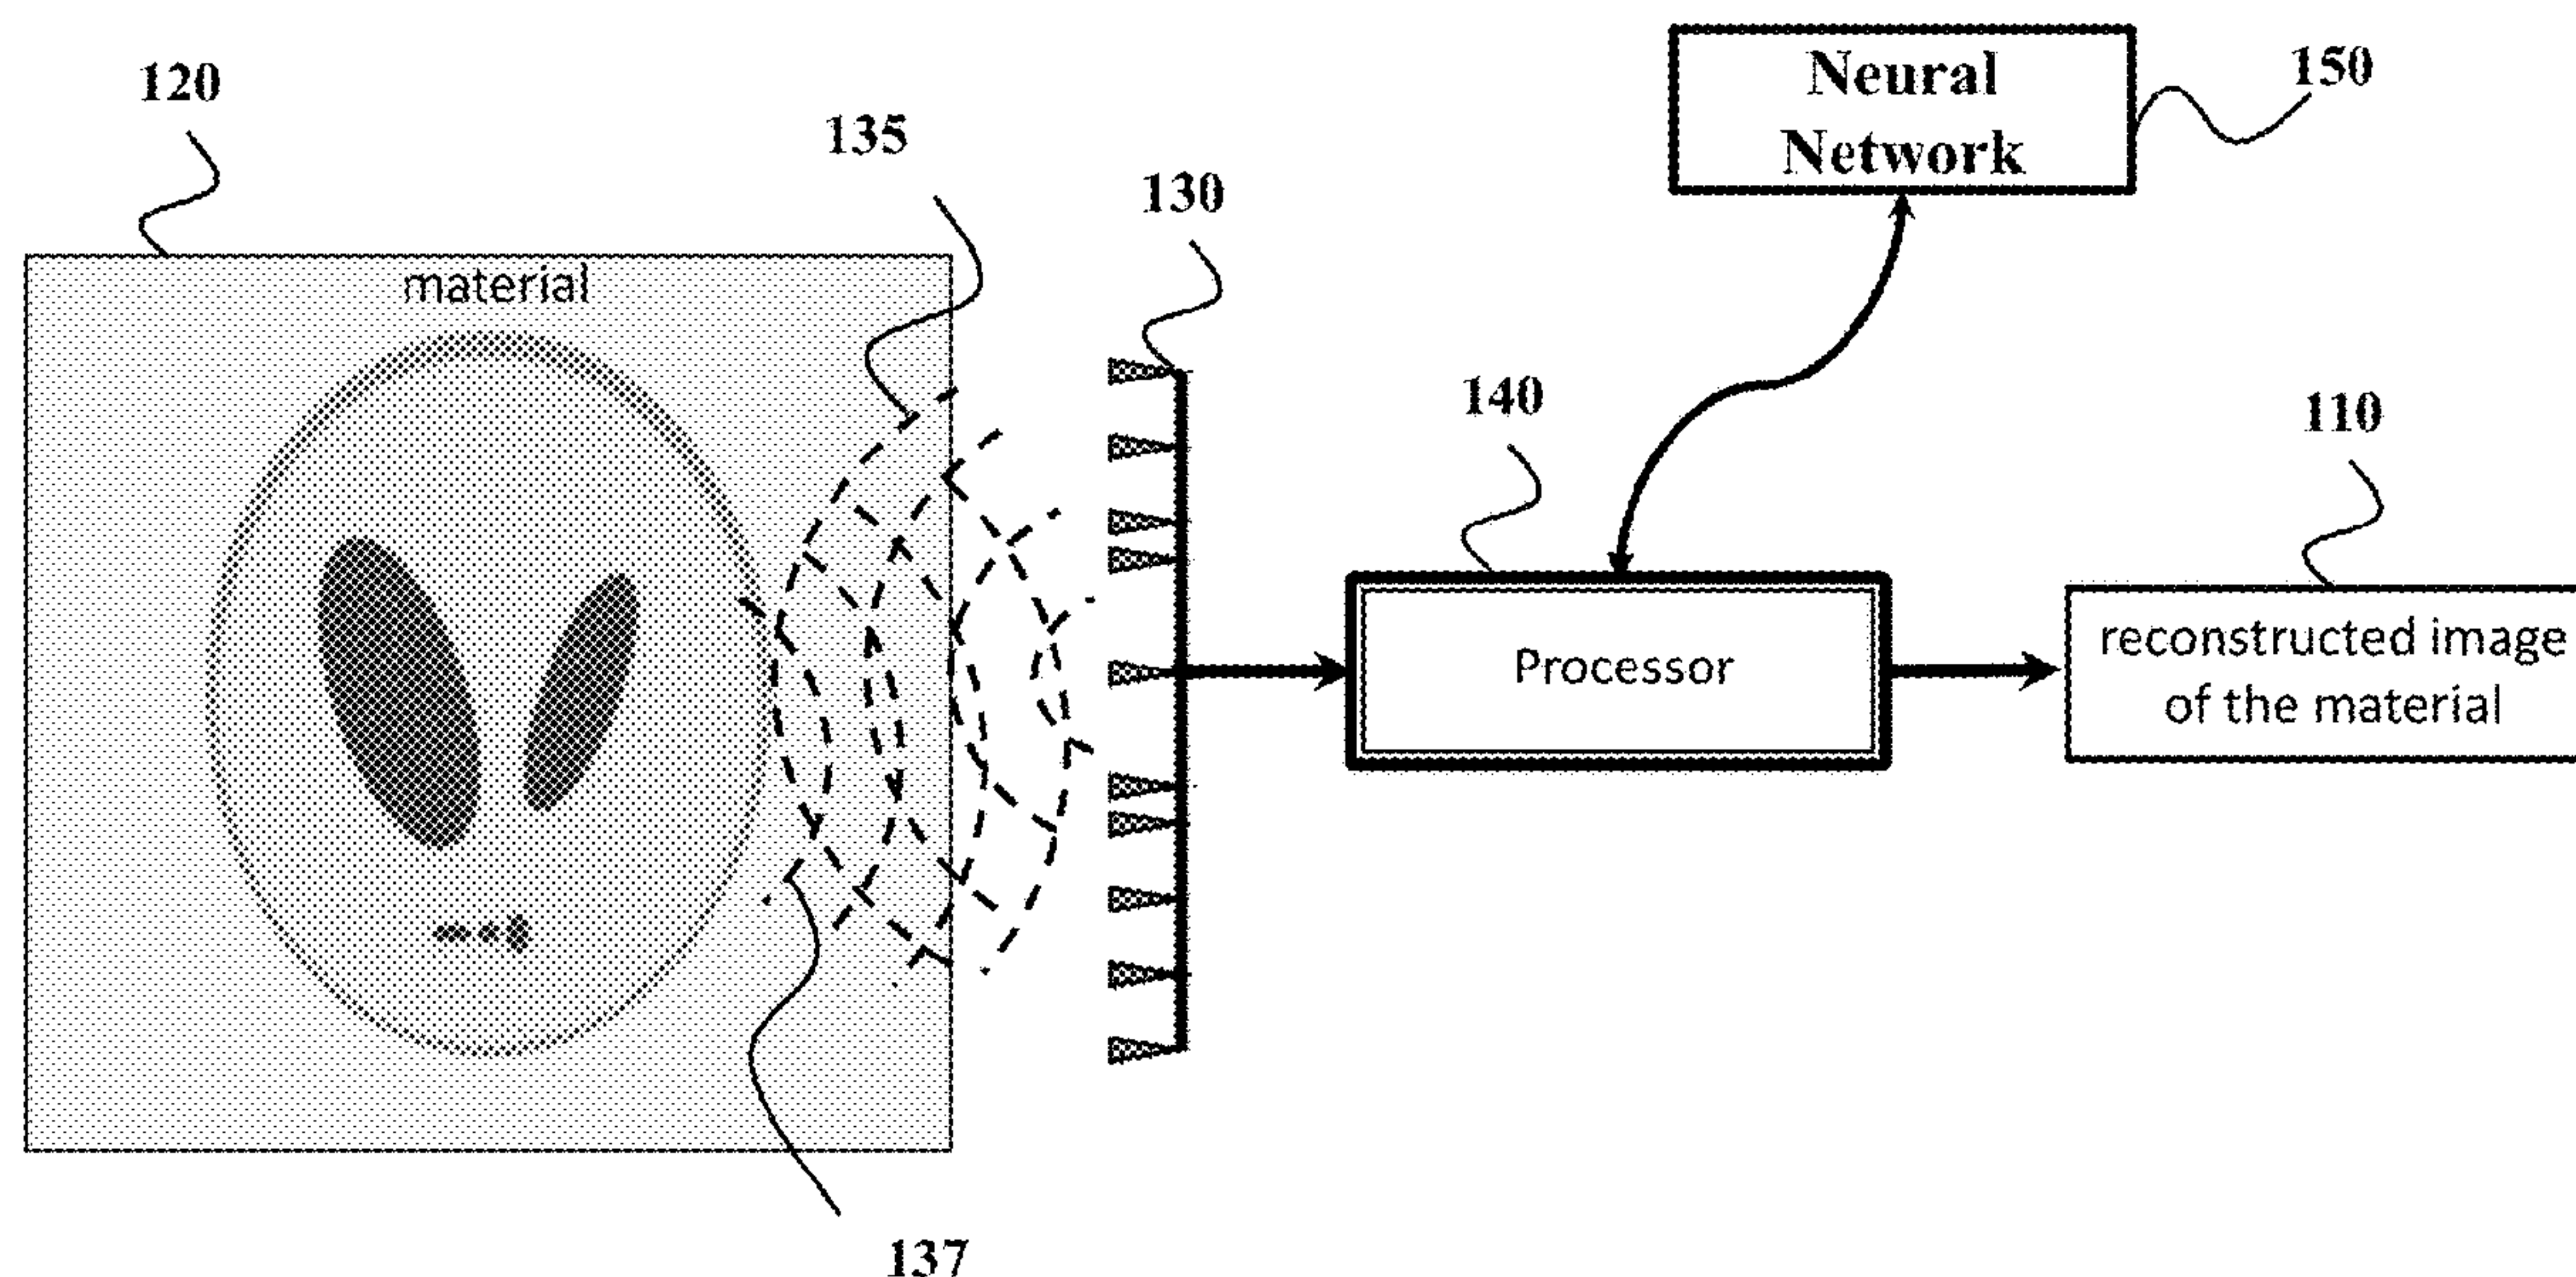 120
135
130
Neural
Network
150
material
140
110
Processor
reconstructed image
of the material
137